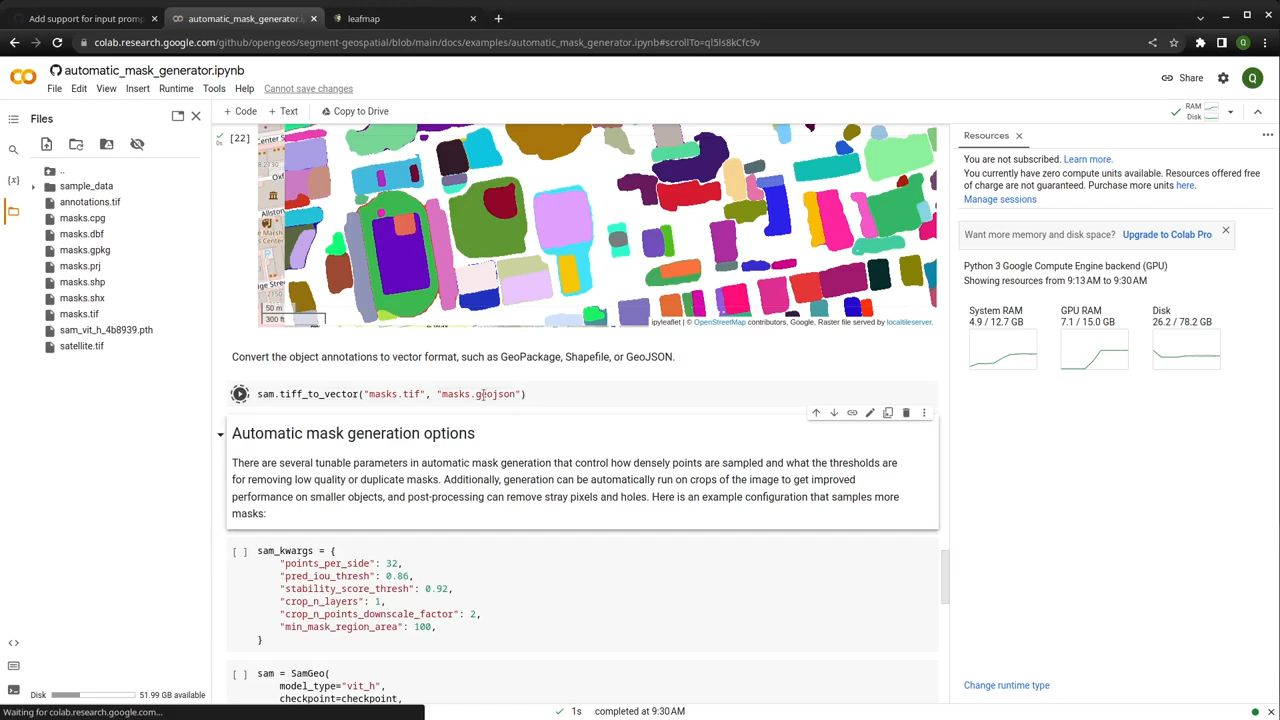 Add support for input promp
automatic_mask_generator.i
leafmap
colab.research.google.com/github/opengeos/segment-geospatial/blob/main/docs/examples/automatic_mask_generator.ipynb#scrollTo=ql5ls8kCfc9v
Q
automatic_mask_generator.ipynb
File Edit View Insert Runtime Tools Help Cannot save changes
Share
Q
Files
+ Code + Text Copy to Drive
RAM
Disk
Resources
..
sample_data
annotations.tif
masks.cpg
masks.dbf
masks.gpkg
masks.prj
masks.shp
masks.shx
masks.tif
sam_vit_h_4b8939.pth
satellite.tif
Disk 51.99 GB available
Waiting for colab.research.google.com...
[22]
0s
50 m
300 ft
ipyleaflet | © OpenStreetMap contributors, Google, Raster file served by localtileserver.
Convert the object annotations to vector format, such as GeoPackage, Shapefile, or GeoJSON.
sam.tiff_to_vector("masks.tif", "masks.geojson")
Automatic mask generation options
There are several tunable parameters in automatic mask generation that control how densely points are sampled and what the thresholds are
for removing low quality or duplicate masks. Additionally, generation can be automatically run on crops of the image to get improved
performance on smaller objects, and post-processing can remove stray pixels and holes. Here is an example configuration that samples more
masks:
[ ] sam_kwargs = {
"points_per_side": 32,
"pred_iou_thresh": 0.86,
"stability_score_thresh": 0.92,
"crop_n_layers": 1,
"crop_n_points_downscale_factor": 2,
"min_mask_region_area": 100,
}
[ ] sam = SamGeo(
model_type="vit_h",
checkpoint=checkpoint,
1s completed at 9:30 AM
You are not subscribed. Learn more.
You currently have zero compute units available. Resources offered free
of charge are not guaranteed. Purchase more units here.
Manage sessions
Want more memory and disk space? Upgrade to Colab Pro
Python 3 Google Compute Engine backend (GPU)
Showing resources from 9:13 AM to 9:30 AM
System RAM
4.9 / 12.7 GB
GPU RAM
7.1 / 15.0 GB
Disk
26.2 / 78.2 GB
Change runtime type